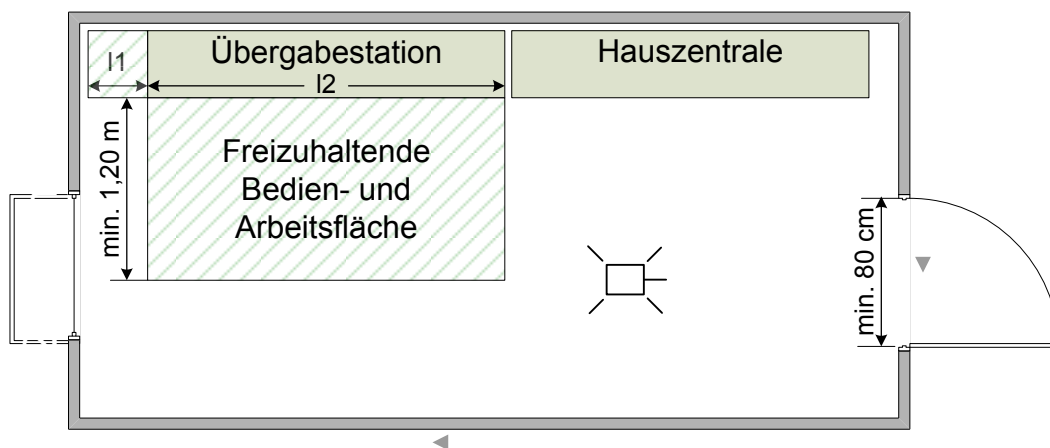 l1
Übergabestation
l2
Hauszentrale
min. 1,20 m
Freizuhaltende
Bedien- und
Arbeitsfläche
min. 80 cm